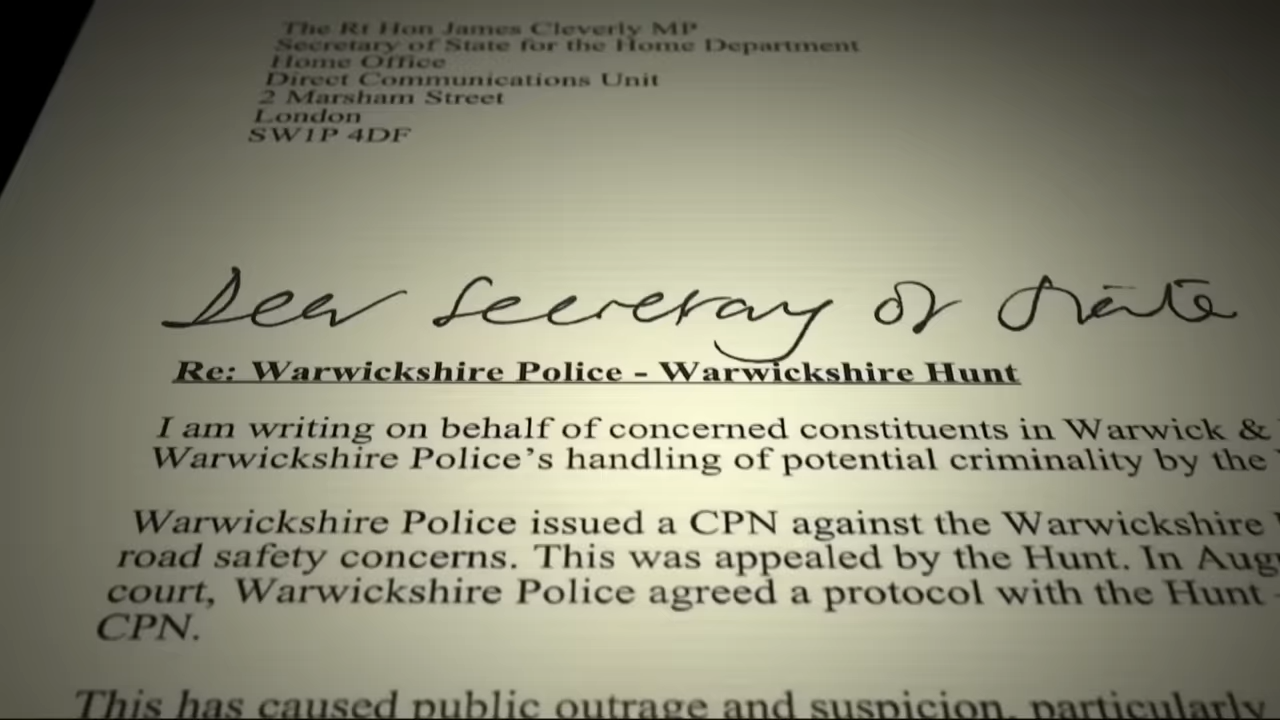 The Rt Hon James Cleverly MP
Secretary of State for the Home Department
Home Office
Direct Communications Unit
2 Marsham Street
London
SW1P 4DF
Dear Secretary of State
Re: Warwickshire Police - Warwickshire Hunt
I am writing on behalf of concerned constituents in Warwick &
Warwickshire Police's handling of potential criminality by the
Warwickshire Police issued a CPN against the Warwickshire
road safety concerns. This was appealed by the Hunt. In
court, Warwickshire Police agreed a protocol with the Hunt
CPN.
This has caused public outrage and suspicion, particularly